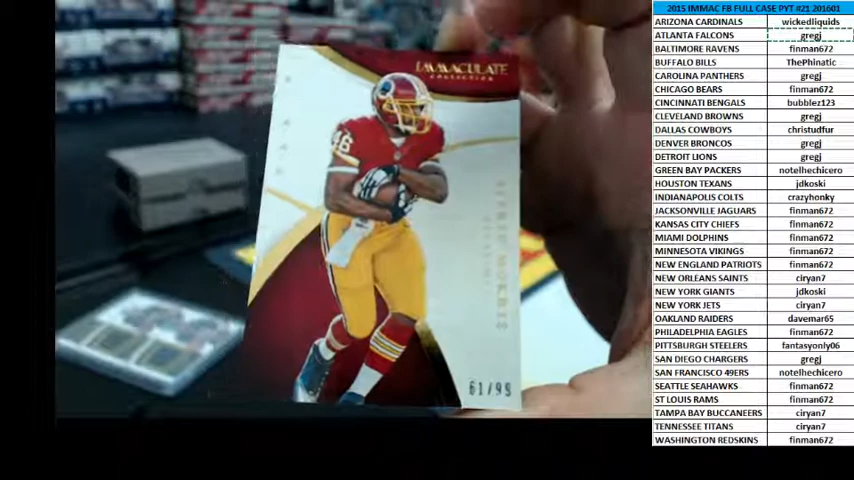 IMMACULATE
COLLECTION
46
ALFRED MORRIS
61/99
2015 IMMAC FB FULL CASE PYT #21 201601
ARIZONA CARDINALS wickedliquids
ATLANTA FALCONS gregj
BALTIMORE RAVENS finman672
BUFFALO BILLS ThePhinatic
CAROLINA PANTHERS gregj
CHICAGO BEARS finman672
CINCINNATI BENGALS bubblez123
CLEVELAND BROWNS gregj
DALLAS COWBOYS christudfur
DENVER BRONCOS gregj
DETROIT LIONS gregj
GREEN BAY PACKERS notelhechicero
HOUSTON TEXANS jdkoski
INDIANAPOLIS COLTS crazyhonky
JACKSONVILLE JAGUARS finman672
KANSAS CITY CHIEFS finman672
MIAMI DOLPHINS finman672
MINNESOTA VIKINGS finman672
NEW ENGLAND PATRIOTS finman672
NEW ORLEANS SAINTS ciryan7
NEW YORK GIANTS jdkoski
NEW YORK JETS ciryan7
OAKLAND RAIDERS davemar65
PHILADELPHIA EAGLES finman672
PITTSBURGH STEELERS fantasyonly06
SAN DIEGO CHARGERS gregj
SAN FRANCISCO 49ERS notelhechicero
SEATTLE SEAHAWKS finman672
ST LOUIS RAMS finman672
TAMPA BAY BUCCANEERS ciryan7
TENNESSEE TITANS ciryan7
WASHINGTON REDSKINS finman672